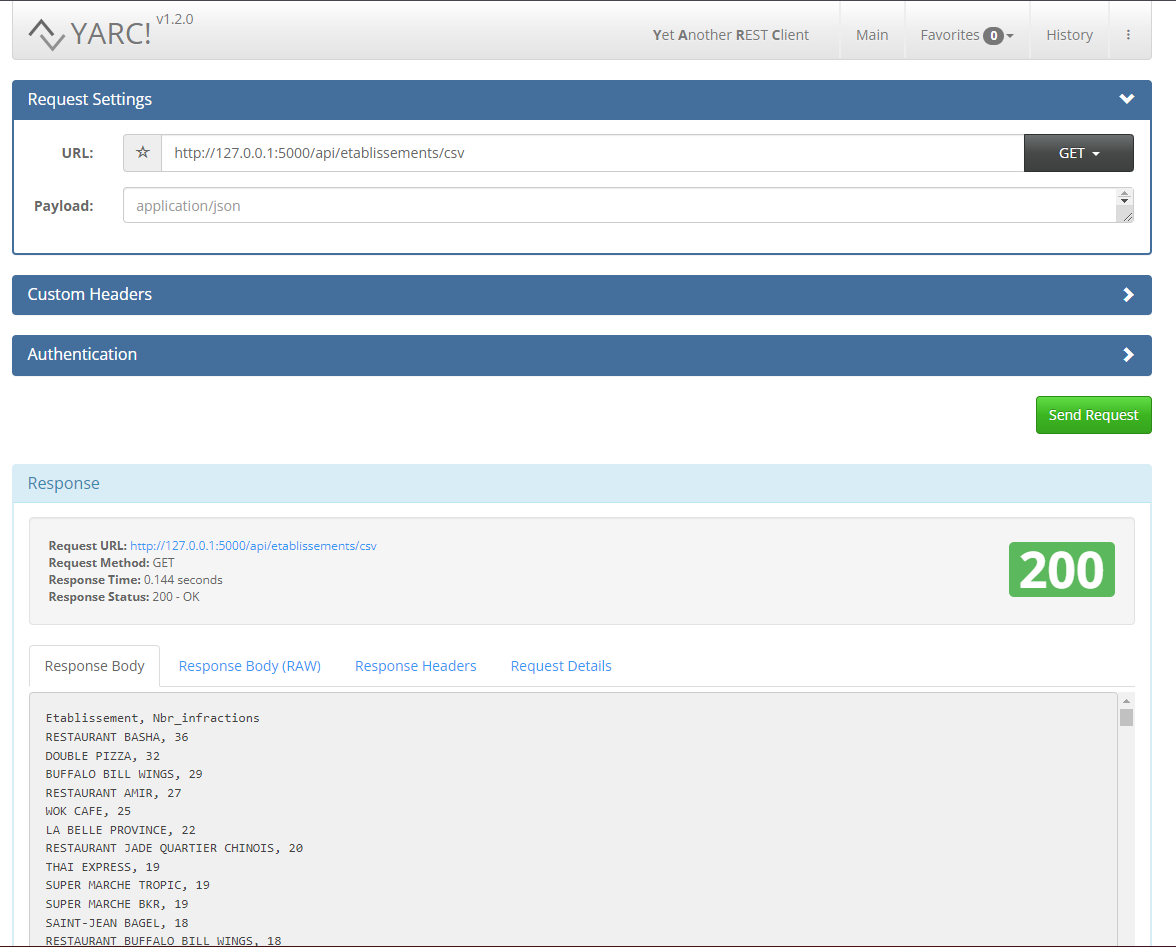 YARC! v1.2.0
Yet Another REST Client Main Favorites 0 History
Request Settings
URL: http://127.0.0.1:5000/api/etablissements/csv GET
Payload: application/json
Custom Headers
Authentication
Send Request
Response
Request URL: http://127.0.0.1:5000/api/etablissements/csv
Request Method: GET
Response Time: 0.144 seconds
Response Status: 200 - OK
200
Response Body Response Body (RAW) Response Headers Request Details
Etablissement, Nbr_infractions
RESTAURANT BASHA, 36
DOUBLE PIZZA, 32
BUFFALO BILL WINGS, 29
RESTAURANT AMIR, 27
WOK CAFE, 25
LA BELLE PROVINCE, 22
RESTAURANT JADE QUARTIER CHINOIS, 20
THAI EXPRESS, 19
SUPER MARCHE TROPIC, 19
SUPER MARCHE BKR, 19
SAINT-JEAN BAGEL, 18
RESTAURANT BUFFALO BILL WINGS, 18